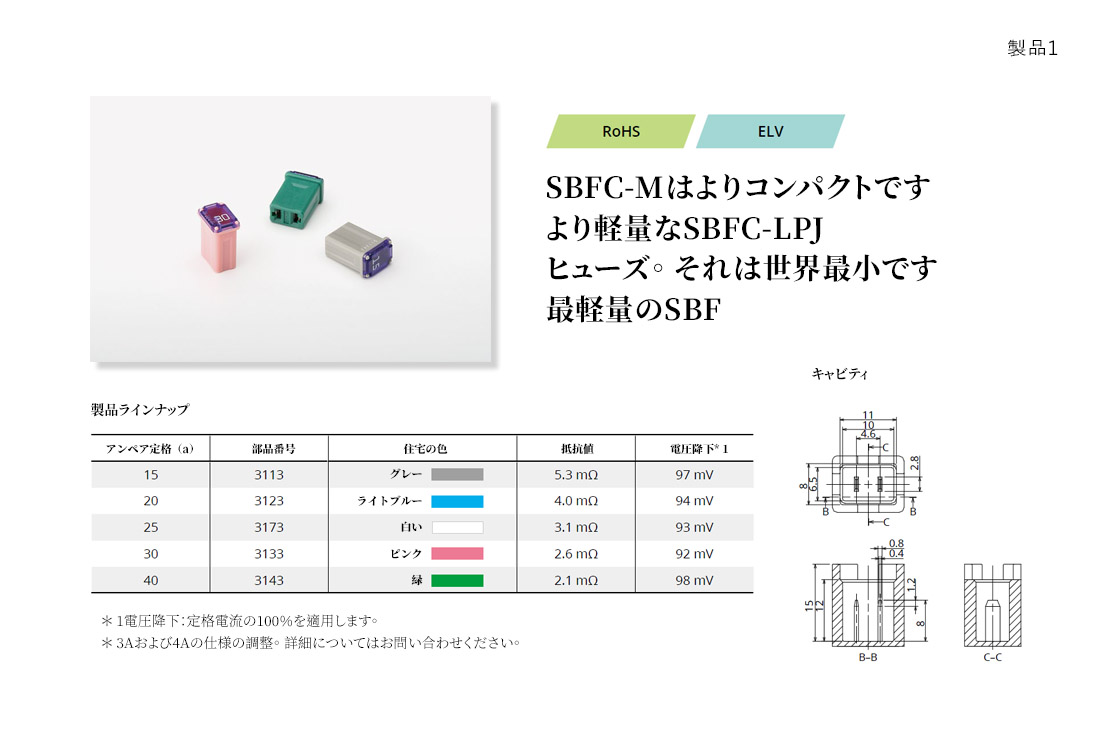 製品1
RoHS
ELV
SBFC-Mはよりコンパクトです
より軽量なSBFC-LPJ
ヒューズ。それは世界最小です
最軽量のSBF
30
15
製品ラインナップ
アンペア定格（a） 部品番号 住宅の色 抵抗値 電圧降下*1
15 3113 グレー 5.3 mΩ 97 mV
20 3123 ライトブルー 4.0 mΩ 94 mV
25 3173 白い 3.1 mΩ 93 mV
30 3133 ピンク 2.6 mΩ 92 mV
40 3143 緑 2.1 mΩ 98 mV
＊1電圧降下：定格電流の100％を適用します。
＊3Aおよび4Aの仕様の調整。詳細についてはお問い合わせください。
キャビティ
11
10
4.6
C
2.8
8
6.5
B
B
C
0.8
0.4
1.2
15
12
8
B–B
C–C